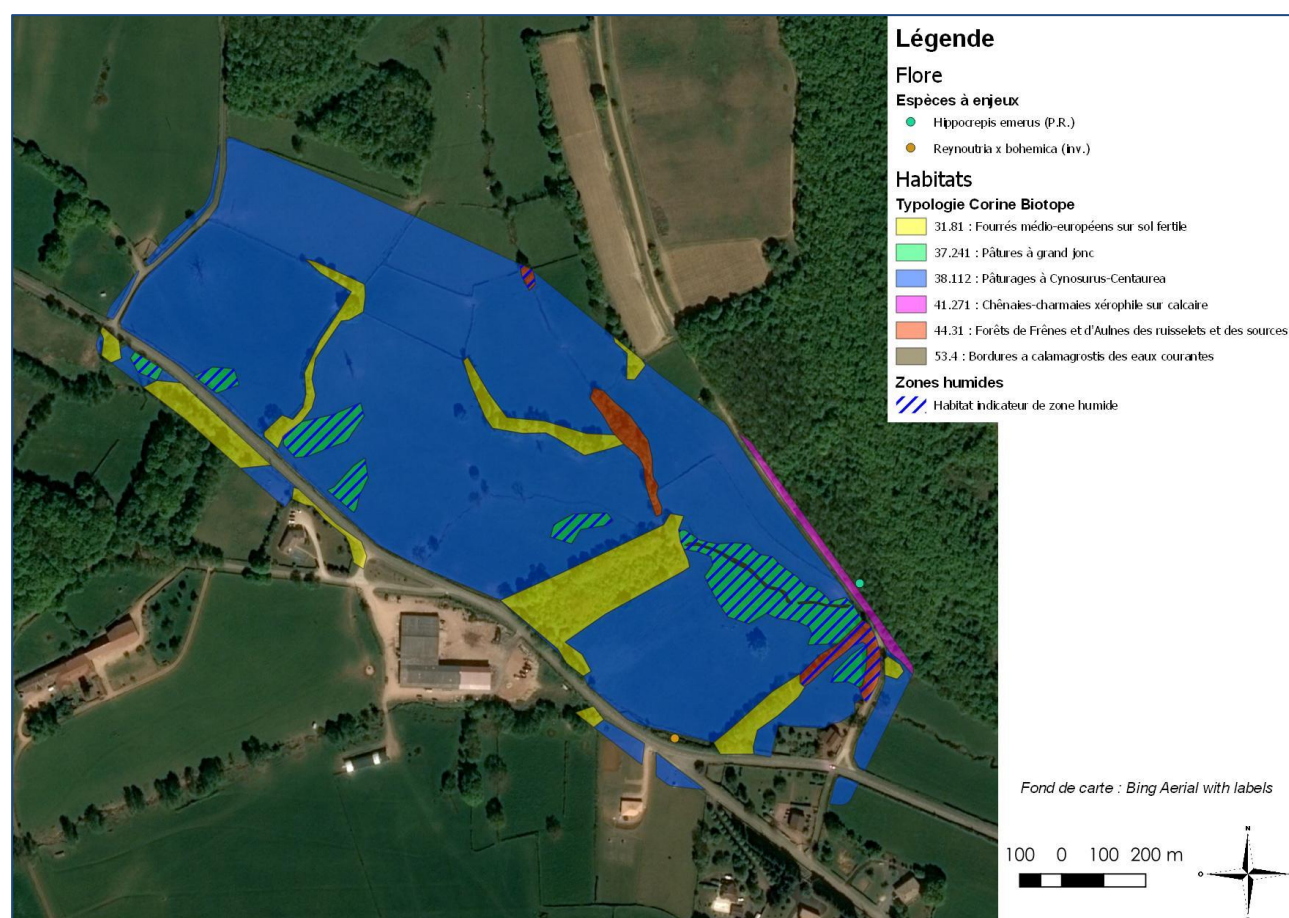 Légende
Flore
Espèces à enjeux
Hippocrepis emerus (P.R.)
Reynoutria x bohemica (inv.)
Habitats
Typologie Corine Biotope
31.81 : Fourrés médio-européens sur sol fertile
37.241 : Pâtures à grand jonc
38.112 : Pâturages à Cynosurus-Centaurea
41.271 : Chênaies-charmaies xérophile sur calcaire
44.31 : Forêts de Frênes et d'Aulnes des ruisselets et des sources
53.4 : Bordures a calamagrostis des eaux courantes
Zones humides
Habitat indicateur de zone humide
Fond de carte : Bing Aerial with labels
100 0 100 200 m
N
O